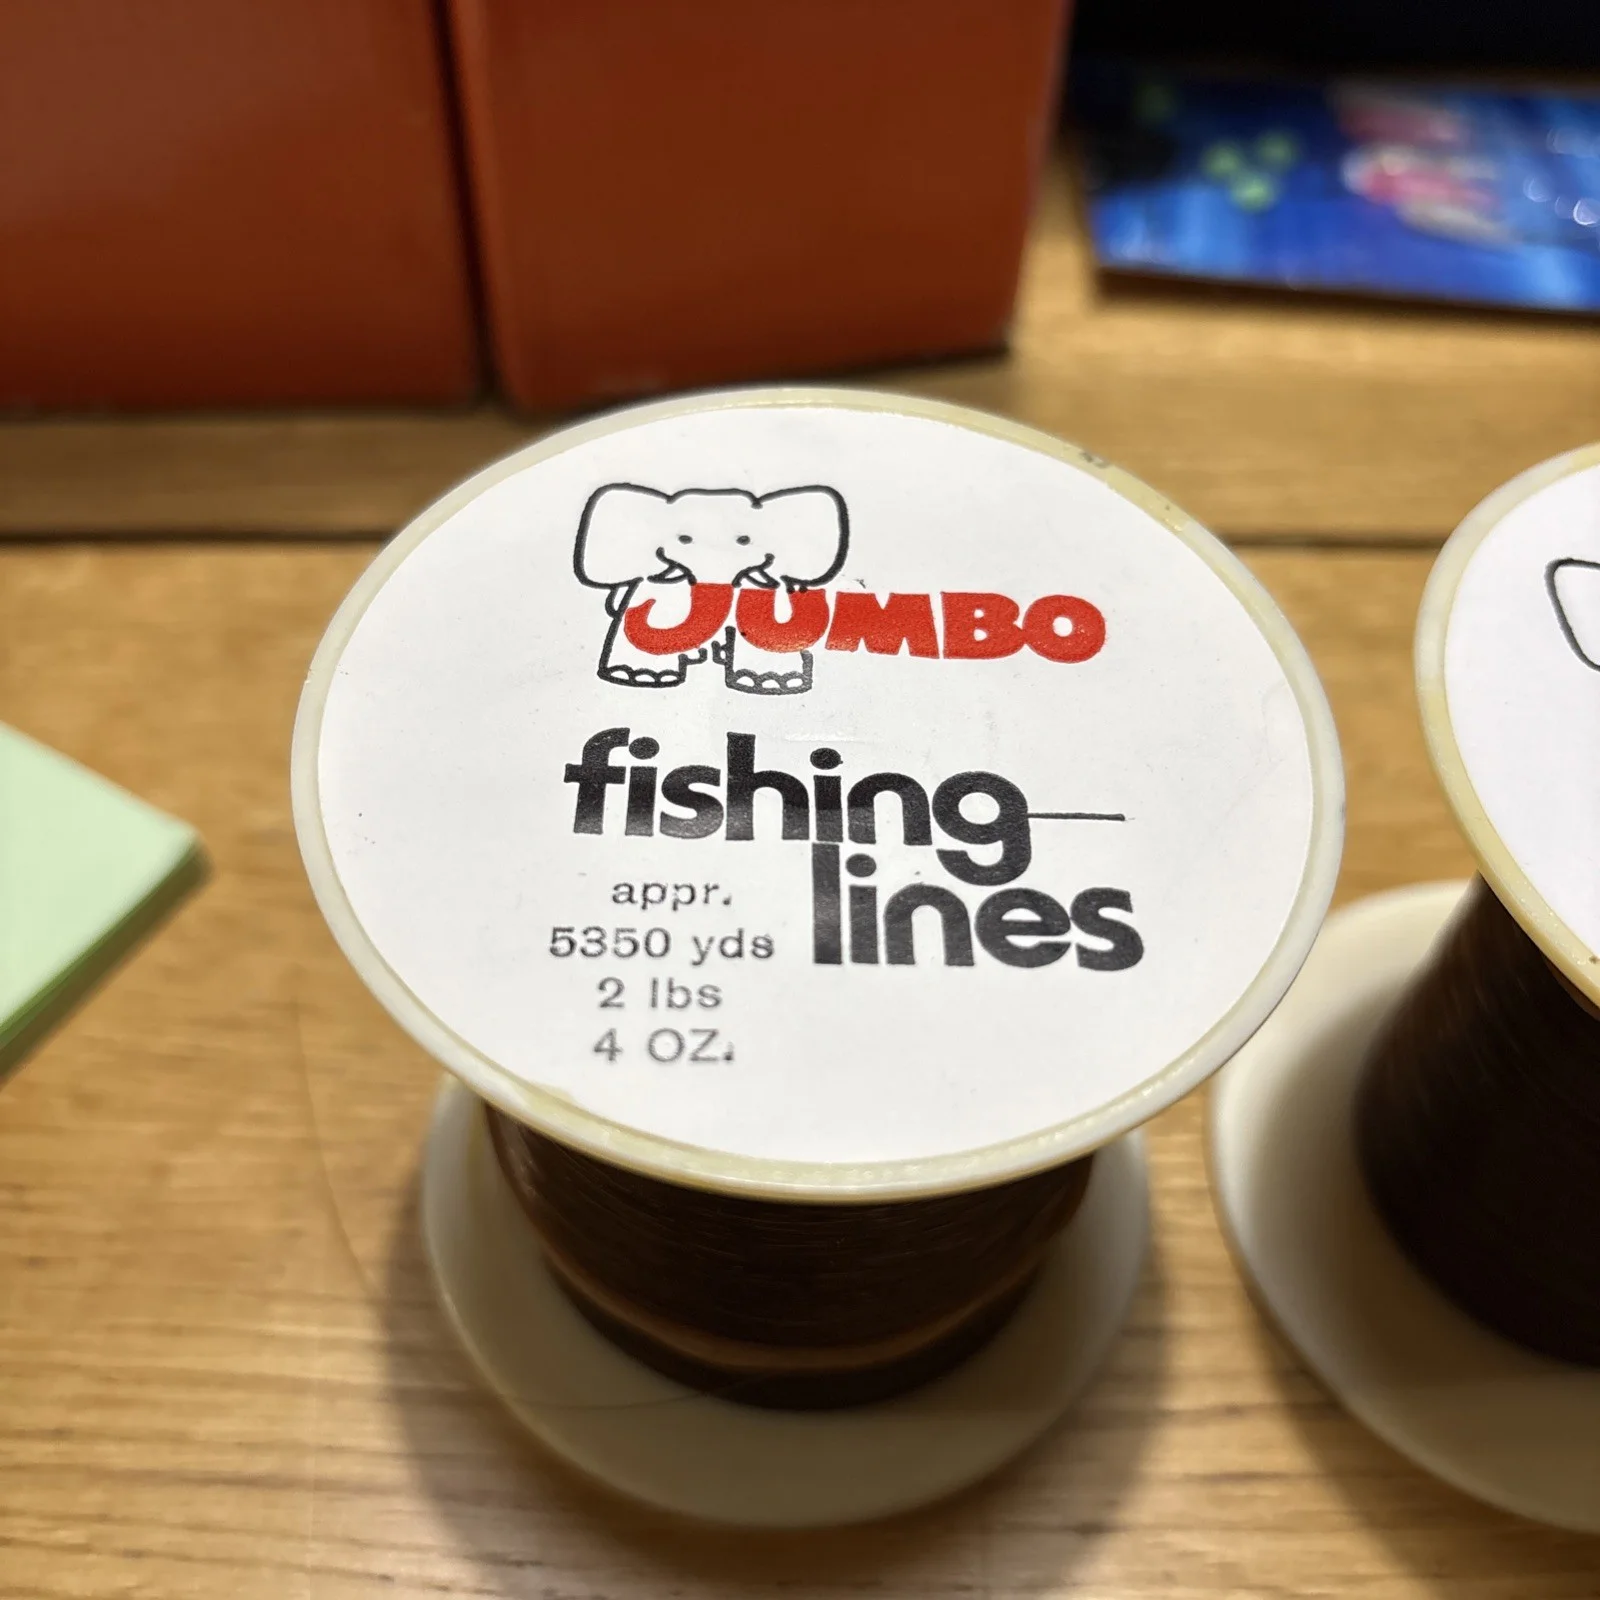 JUMBO
fishing
lines
appr.
5350 yds
2 lbs
4 OZ.